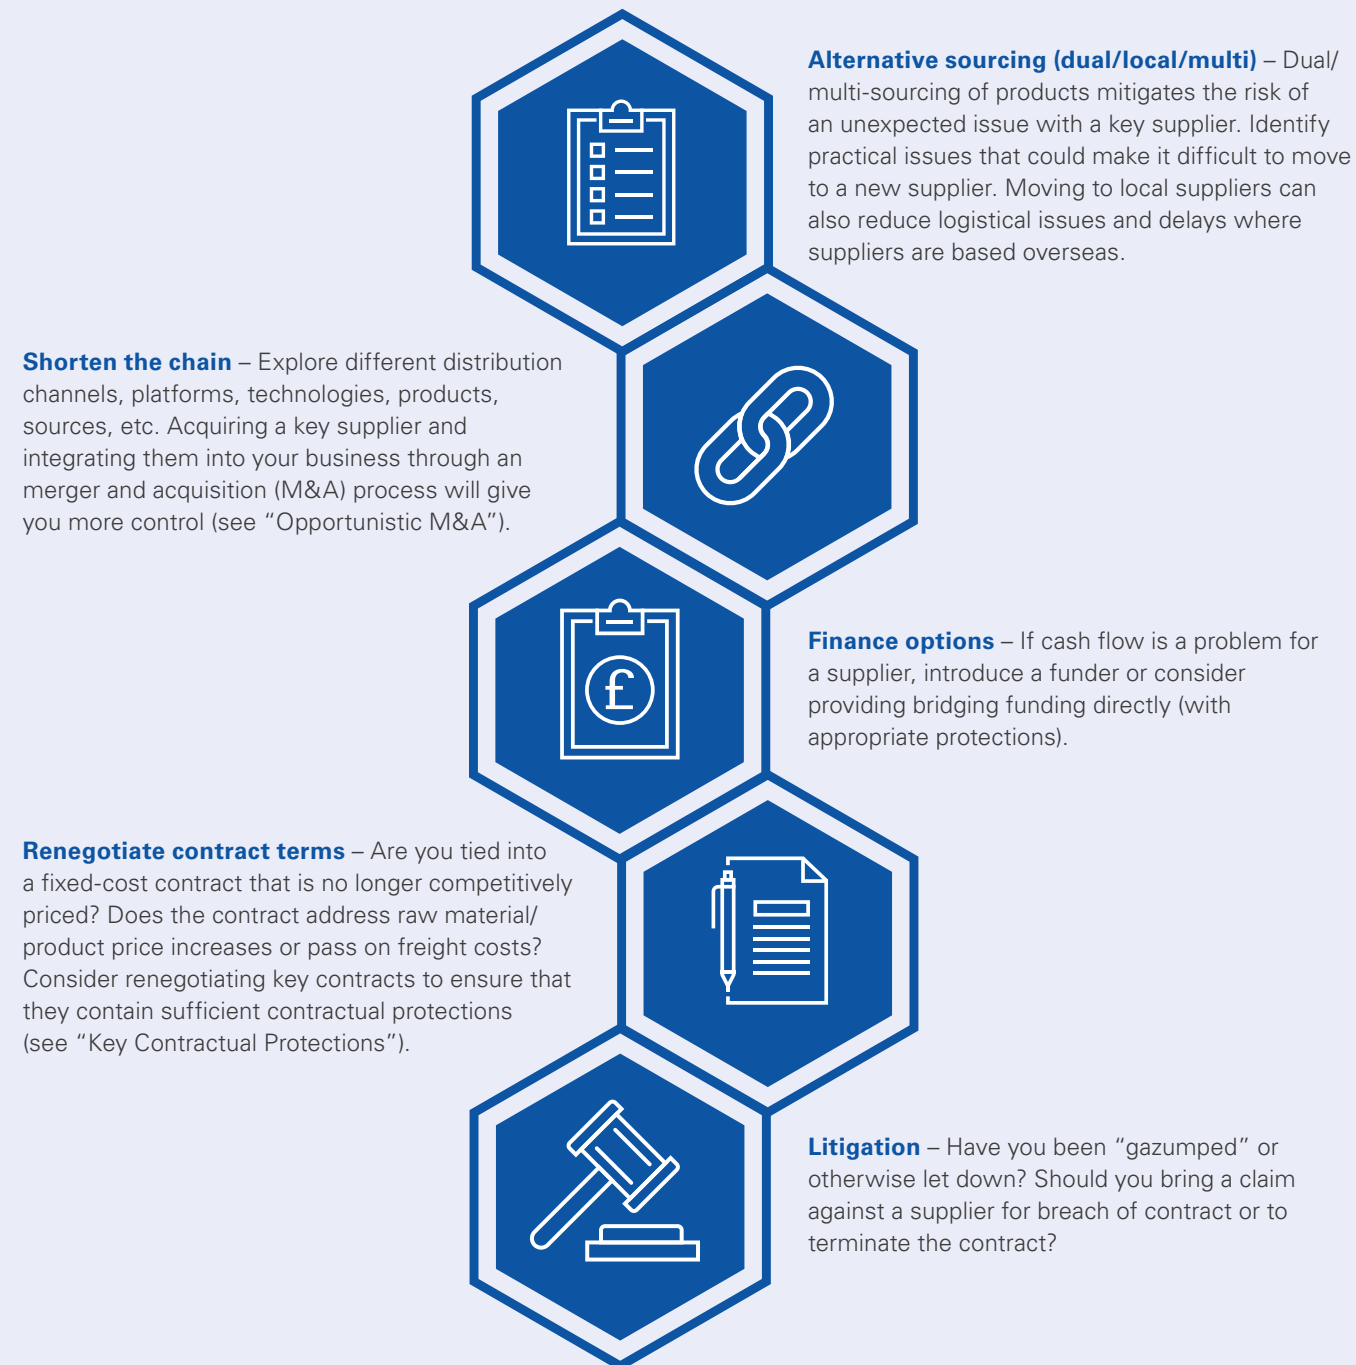 Alternative sourcing (dual/local/multi) – Dual/
multi-sourcing of products mitigates the risk of
an unexpected issue with a key supplier. Identify
practical issues that could make it difficult to move
to a new supplier. Moving to local suppliers can
also reduce logistical issues and delays where
suppliers are based overseas.
Shorten the chain – Explore different distribution
channels, platforms, technologies, products,
sources, etc. Acquiring a key supplier and
integrating them into your business through an
merger and acquisition (M&A) process will give
you more control (see “Opportunistic M&A”).
£
Finance options – If cash flow is a problem for
a supplier, introduce a funder or consider
providing bridging funding directly (with
appropriate protections).
Renegotiate contract terms – Are you tied into
a fixed-cost contract that is no longer competitively
priced? Does the contract address raw material/
product price increases or pass on freight costs?
Consider renegotiating key contracts to ensure that
they contain sufficient contractual protections
(see “Key Contractual Protections”).
Litigation – Have you been “gazumped” or
otherwise let down? Should you bring a claim
against a supplier for breach of contract or to
terminate the contract?